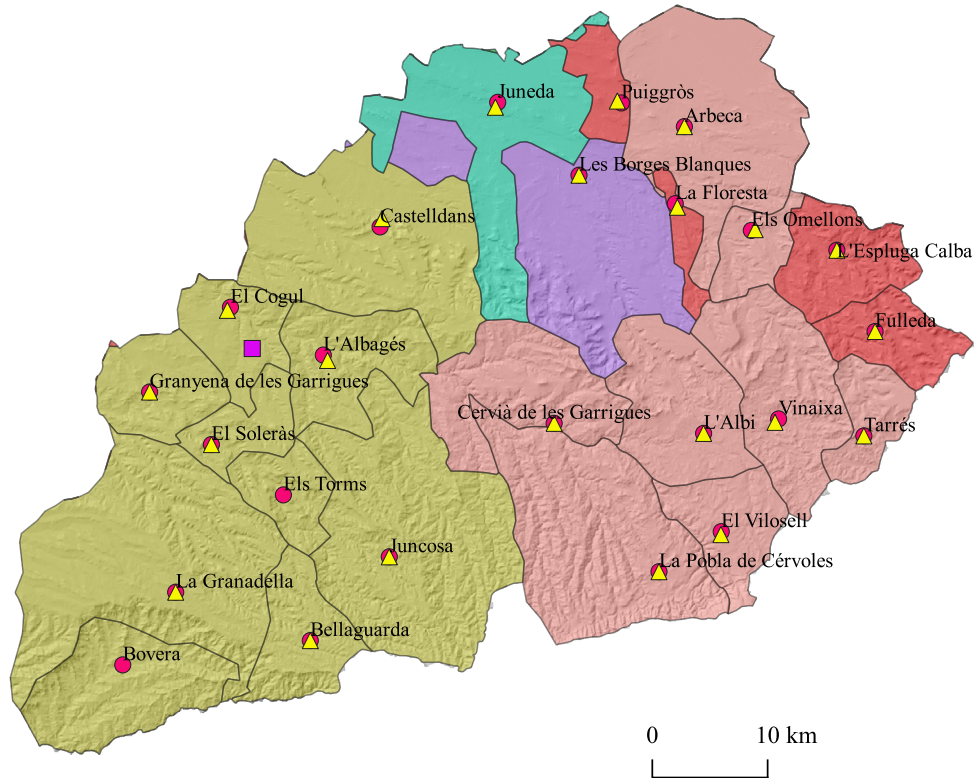 Juneda
Puiggròs
Arbeca
Les Borges Blanques
La Floresta
Castelldans
Els Omellons
L'Espluga Calba
El Cogul
Fulleda
L'Albagés
Granyena de les Garrigues
Cervià de les Garrigues
Vinaixa
L'Albi
Tarrés
El Soleràs
Els Torms
El Vilosell
Juncosa
La Pobla de Cérvoles
La Granadella
Bellaguarda
Bovera
0 10 km